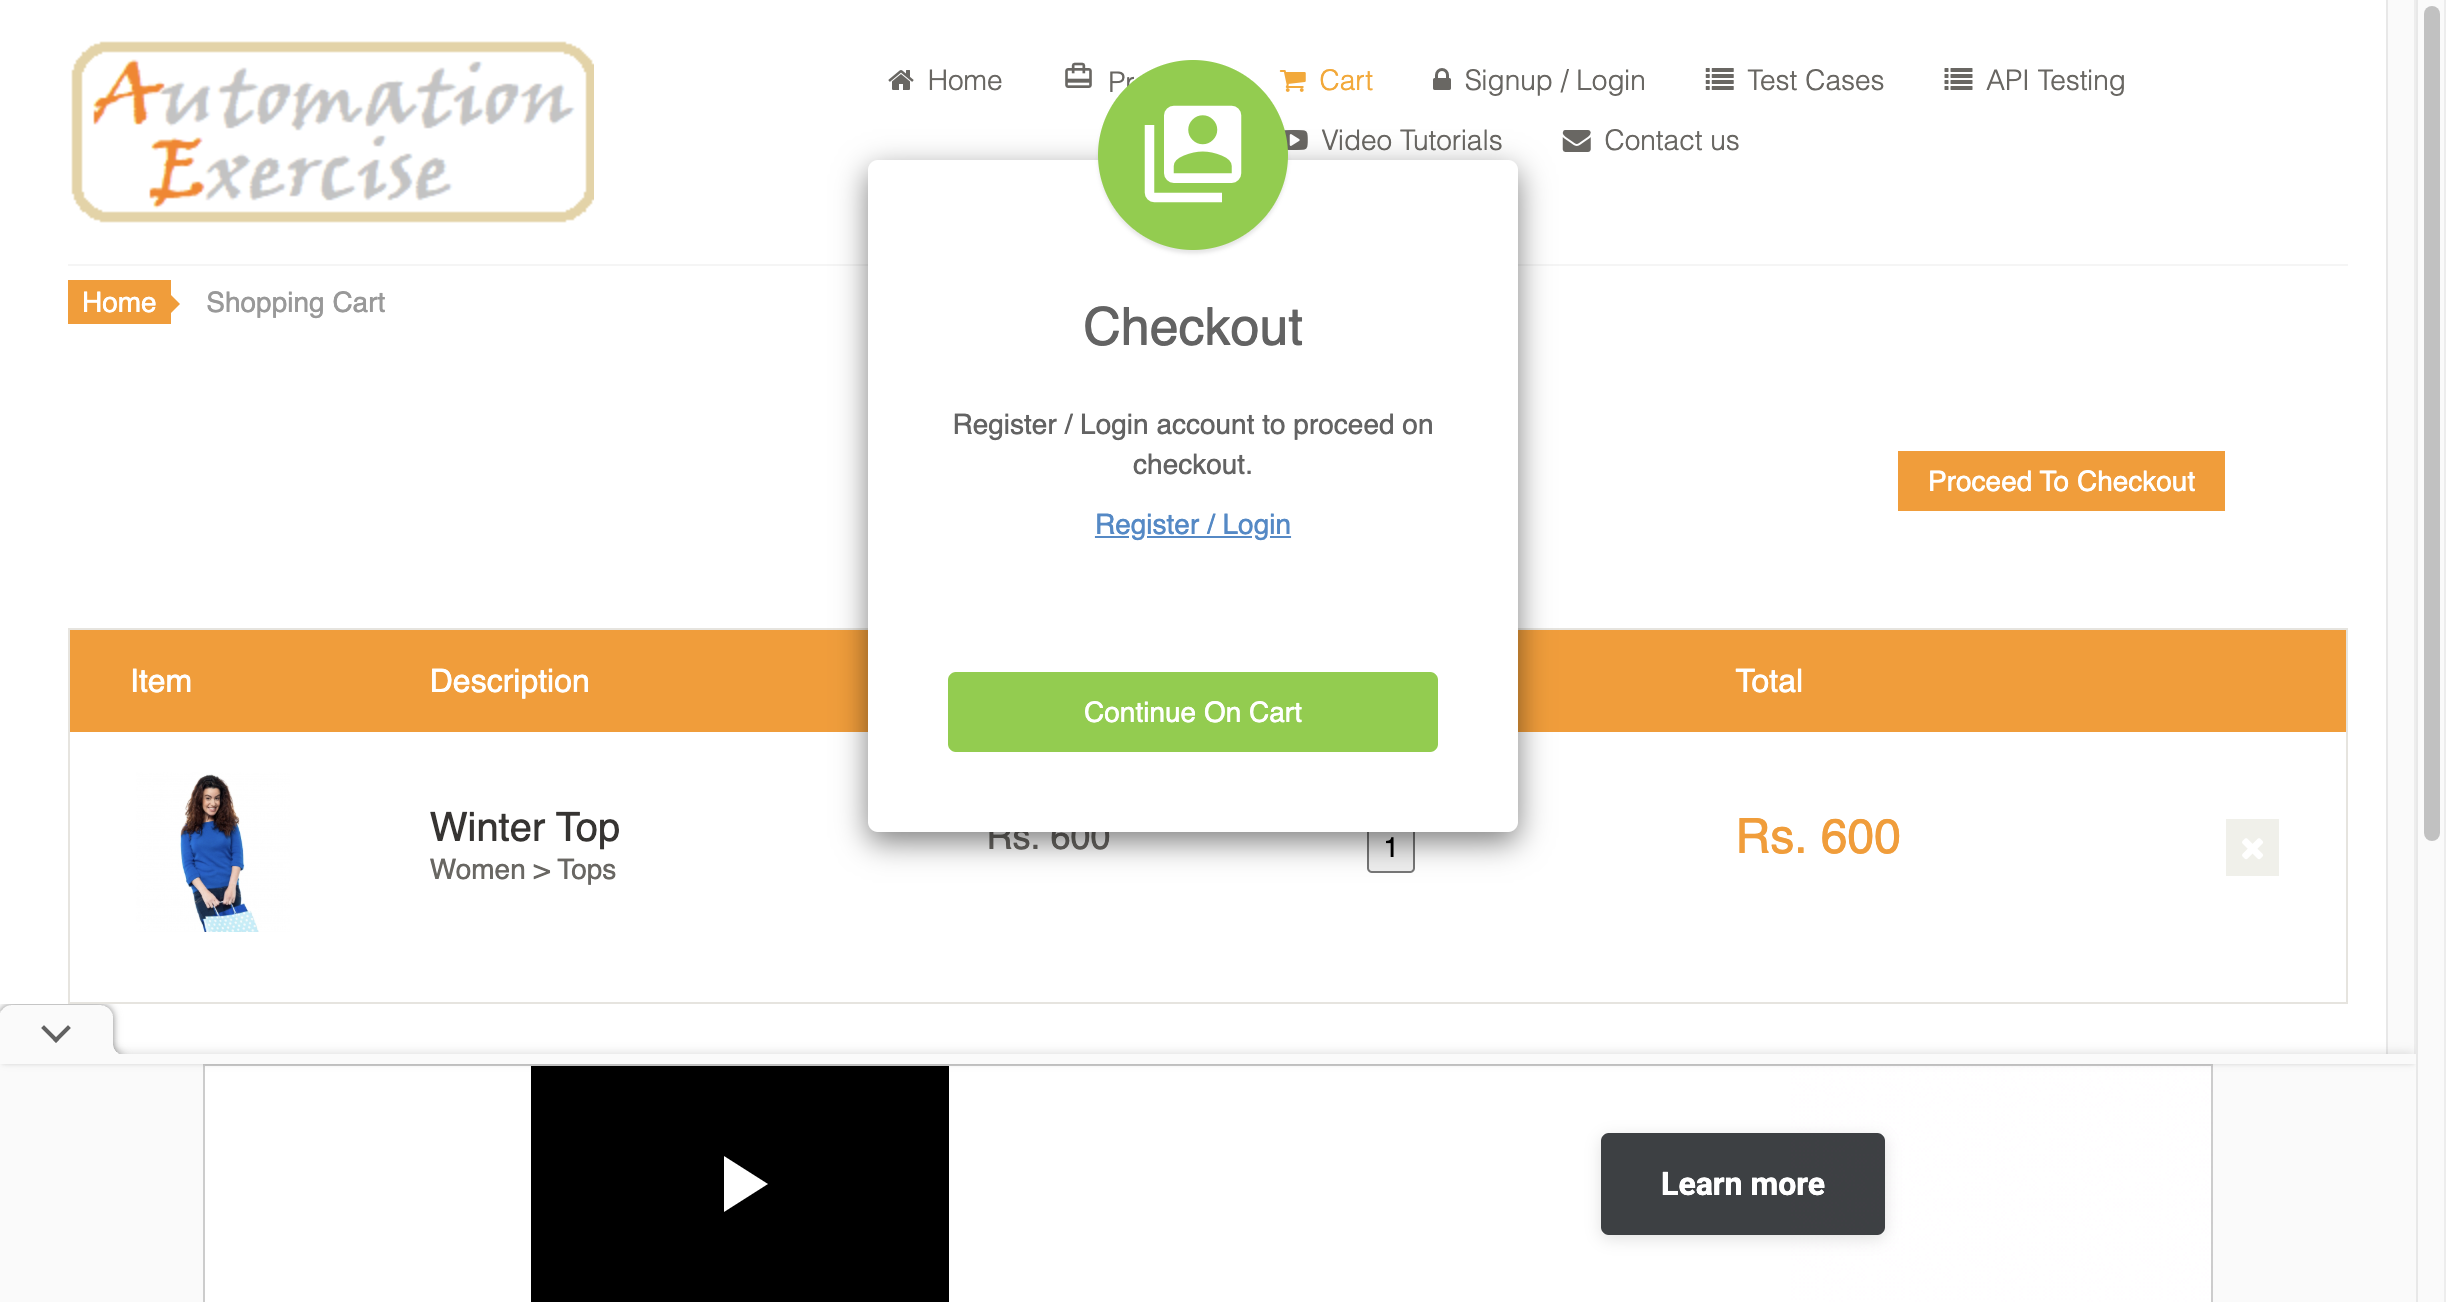 Automation
Exercise
Home
Cart
Signup / Login
Test Cases
API Testing
Video Tutorials
Contact us
Home
Shopping Cart
Checkout
Register / Login account to proceed on
checkout.
Register / Login
Proceed To Checkout
Continue On Cart
Item
Description
Total
Winter Top
Women > Tops
Rs. 600
1
Rs. 600
Learn more